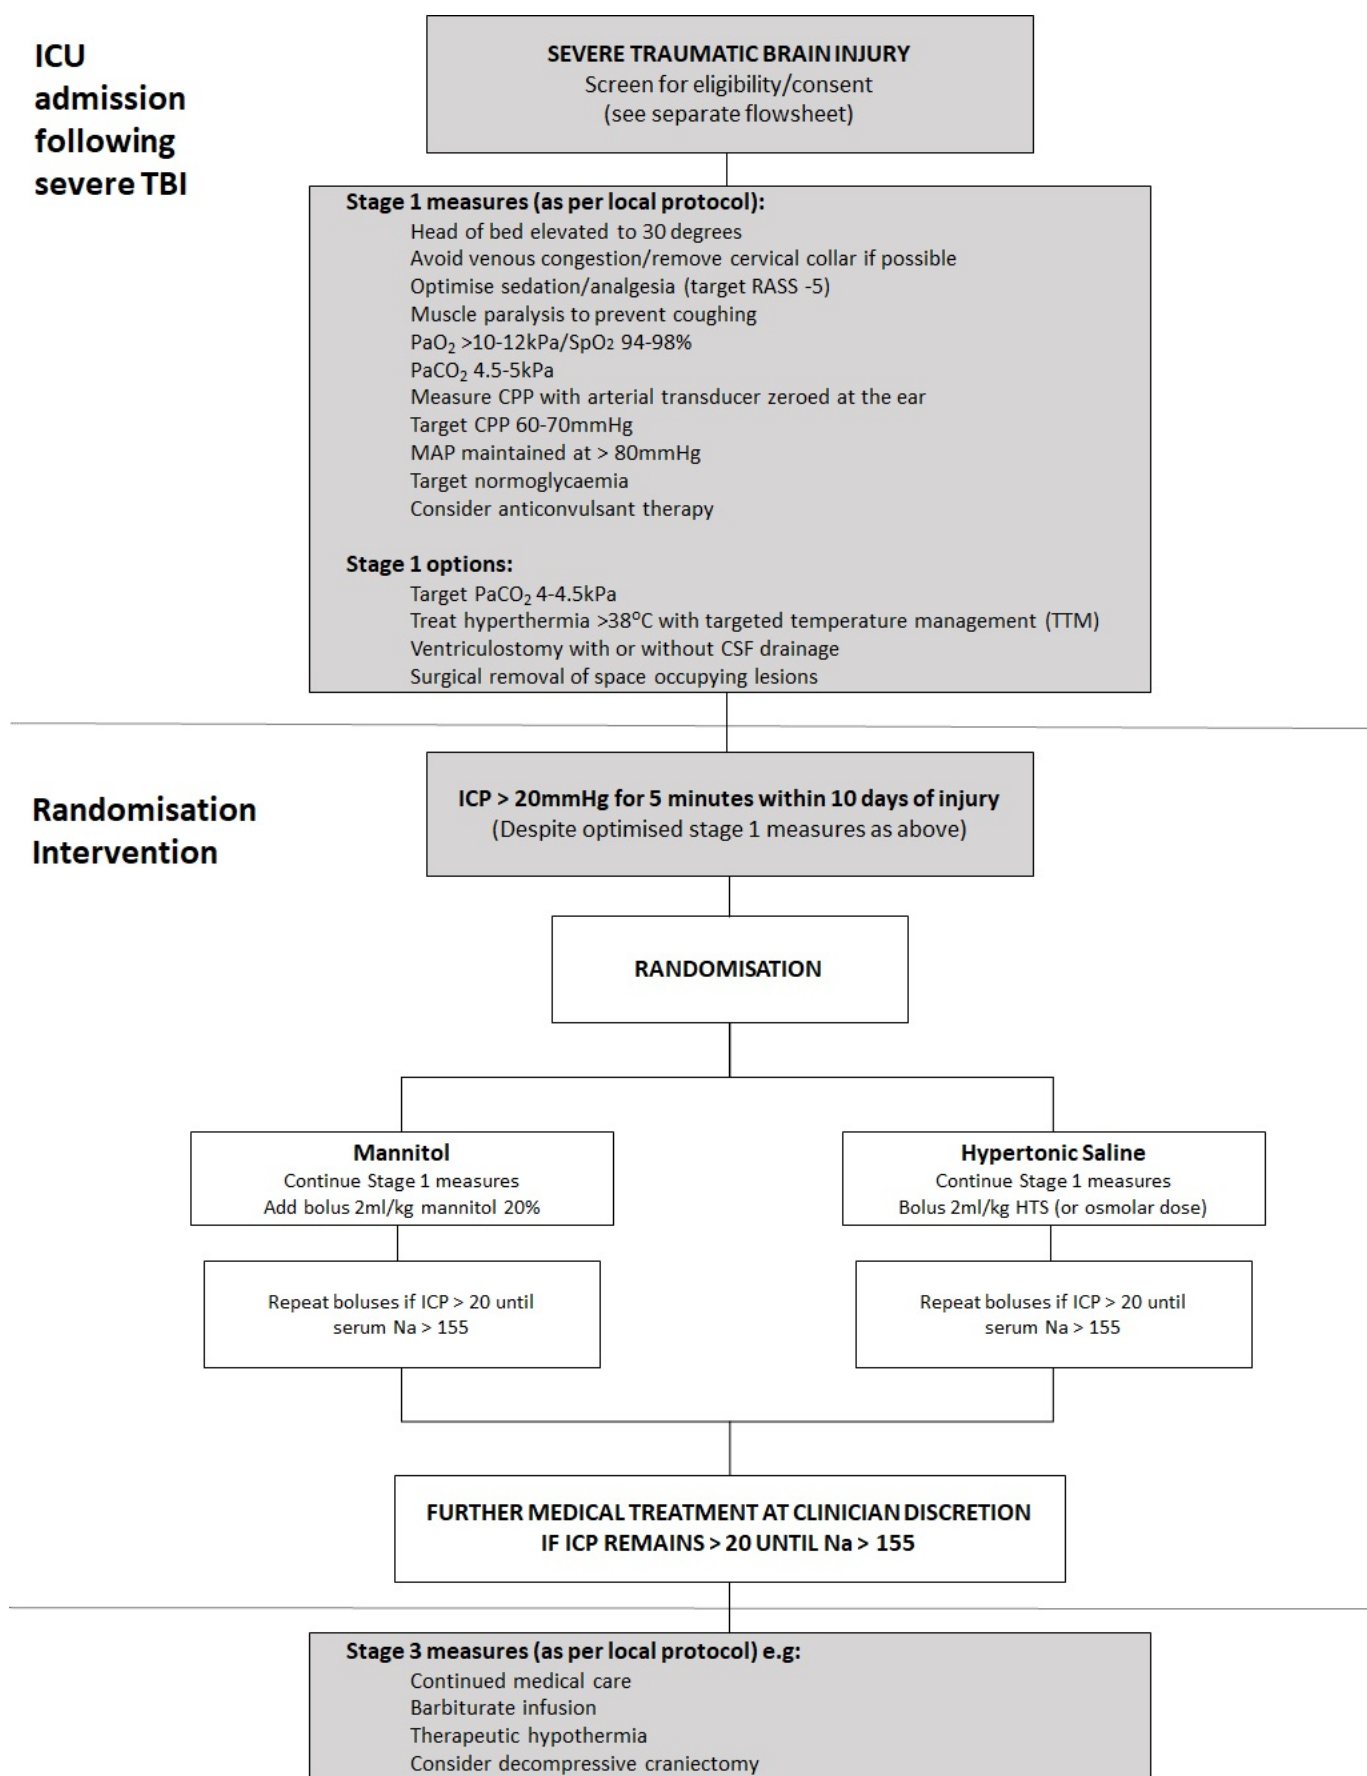 ICU
admission
following
severe TBI
SEVERE TRAUMATIC BRAIN INJURY
Screen for eligibility/consent
(see separate flowsheet)
Stage 1 measures (as per local protocol):
Head of bed elevated to 30 degrees
Avoid venous congestion/remove cervical collar if possible
Optimise sedation/analgesia (target RASS -5)
Muscle paralysis to prevent coughing
PaO₂ >10-12kPa/SpO₂ 94-98%
PaCO₂ 4.5-5kPa
Measure CPP with arterial transducer zeroed at the ear
Target CPP 60-70mmHg
MAP maintained at > 80mmHg
Target normoglycaemia
Consider anticonvulsant therapy
Stage 1 options:
Target PaCO₂ 4-4.5kPa
Treat hyperthermia >38°C with targeted temperature management (TTM)
Ventriculostomy with or without CSF drainage
Surgical removal of space occupying lesions
Randomisation
Intervention
ICP > 20mmHg for 5 minutes within 10 days of injury
(Despite optimised stage 1 measures as above)
RANDOMISATION
Mannitol
Continue Stage 1 measures
Add bolus 2ml/kg mannitol 20%
Repeat boluses if ICP > 20 until
serum Na > 155
Hypertonic Saline
Continue Stage 1 measures
Bolus 2ml/kg HTS (or osmolar dose)
Repeat boluses if ICP > 20 until
serum Na > 155
FURTHER MEDICAL TREATMENT AT CLINICIAN DISCRETION
IF ICP REMAINS > 20 UNTIL Na > 155
Stage 3 measures (as per local protocol) e.g:
Continued medical care
Barbiturate infusion
Therapeutic hypothermia
Consider decompressive craniectomy